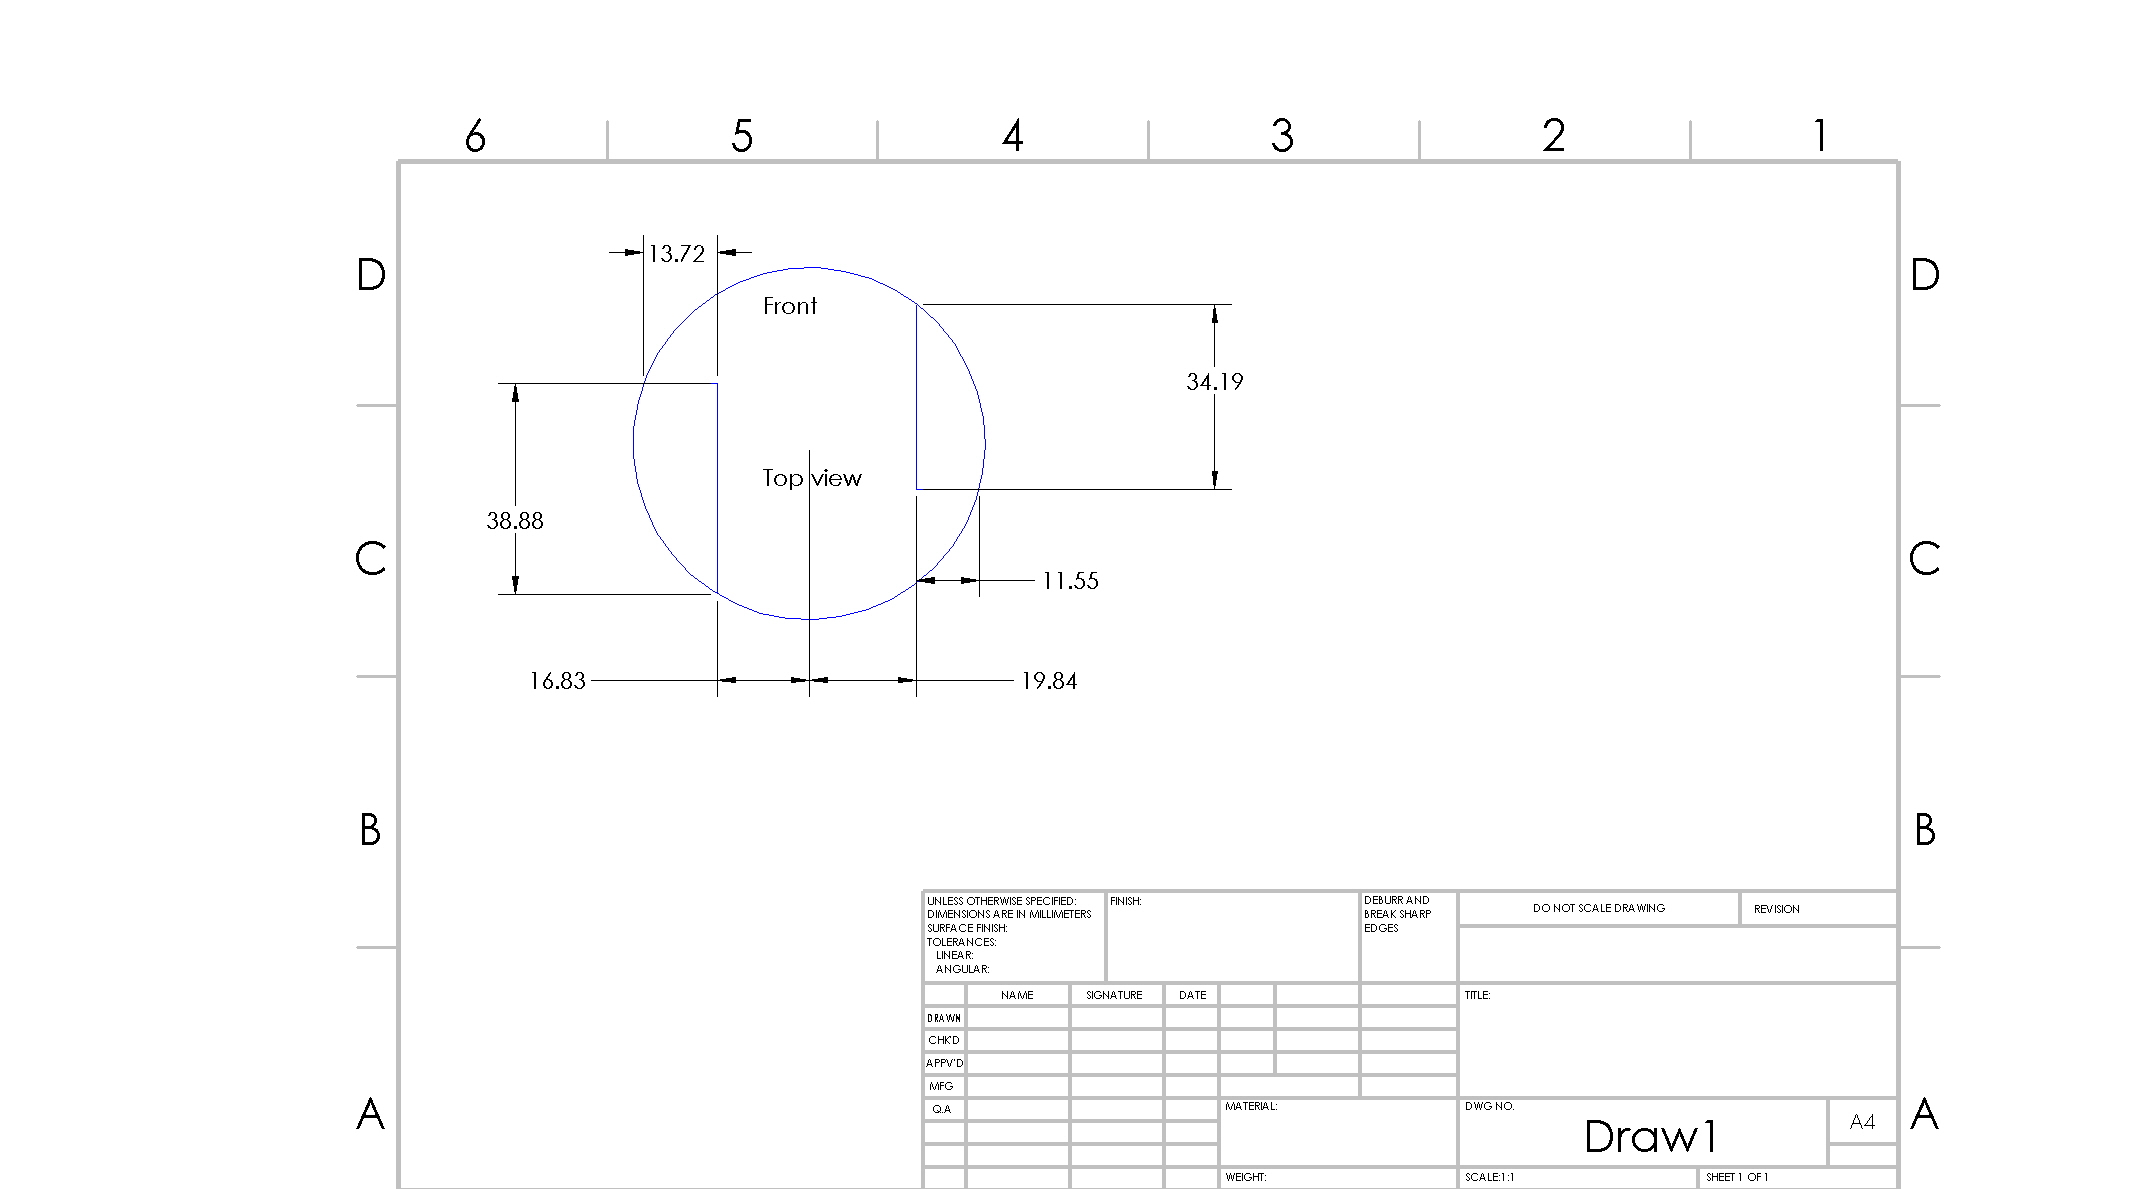 6 5 4 3 2 1
D D
13.72
Front
34.19
Top view
38.88
C C
11.55
16.83 19.84
B B
UNLESS OTHERWISE SPECIFIED:
DIMENSIONS ARE IN MILLIMETERS
SURFACE FINISH:
TOLERANCES:
LINEAR:
ANGULAR:
FINISH:
DEBURR AND
BREAK SHARP
EDGES
DO NOT SCALE DRAWING
REVISION
NAME SIGNATURE DATE
TITLE:
DRAWN
CHK'D
APPV'D
MFG
Q.A
MATERIAL:
DWG NO.
Draw1
A4
A A
WEIGHT:
SCALE:1:1
SHEET 1 OF 1